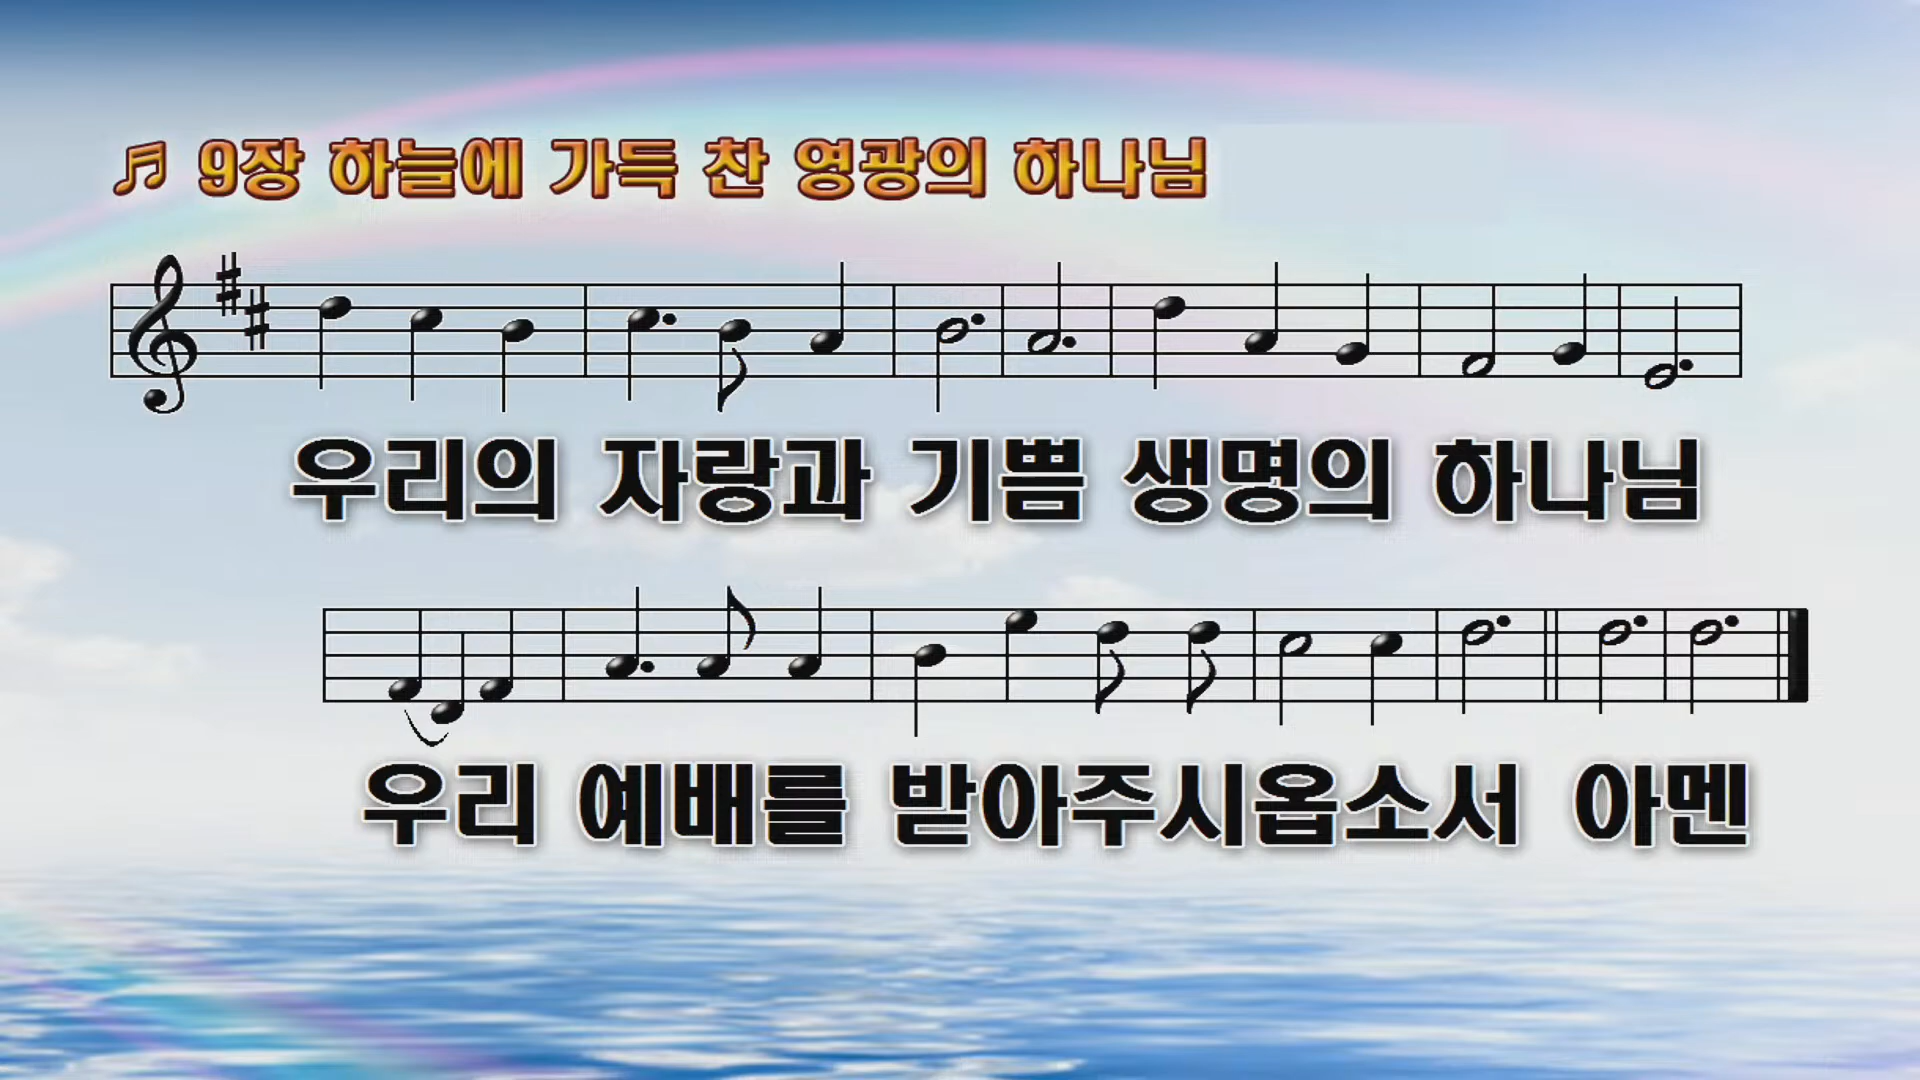 ♬ 9장 하늘에 가득 찬 영광의 하나님
우리의 자랑과 기쁨 생명의 하나님
우리 예배를 받아주시옵소서 아멘